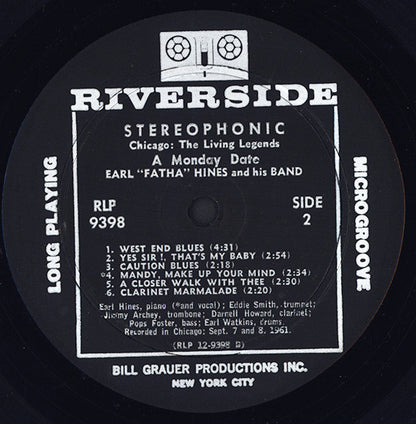 RIVERSIDE
STEREOPHONIC
Chicago: The Living Legends
A Monday Date
EARL "FATHA" HINES and his BAND
RLP
9398
SIDE
2
LONG PLAYING
MICROGROOVE
1. WEST END BLUES (4:31)
2. YES SIR!, THAT'S MY BABY (2:54)
3. CAUTION BLUES (2:18)
*4. MANDY, MAKE UP YOUR MIND (2:34)
5. A CLOSER WALK WITH THEE (2:30)
6. CLARINET MARMALADE (2:20)
Earl Hines, piano (*and vocal); Eddie Smith, trumpet;
Jimmy Archey, trombone; Darnell Howard, clarinet;
Pops Foster, bass; Earl Watkins, drums
Recorded in Chicago; Sept. 7 and 8, 1961.
(RLP 12-9398 B)
BILL GRAUER PRODUCTIONS INC.
NEW YORK CITY